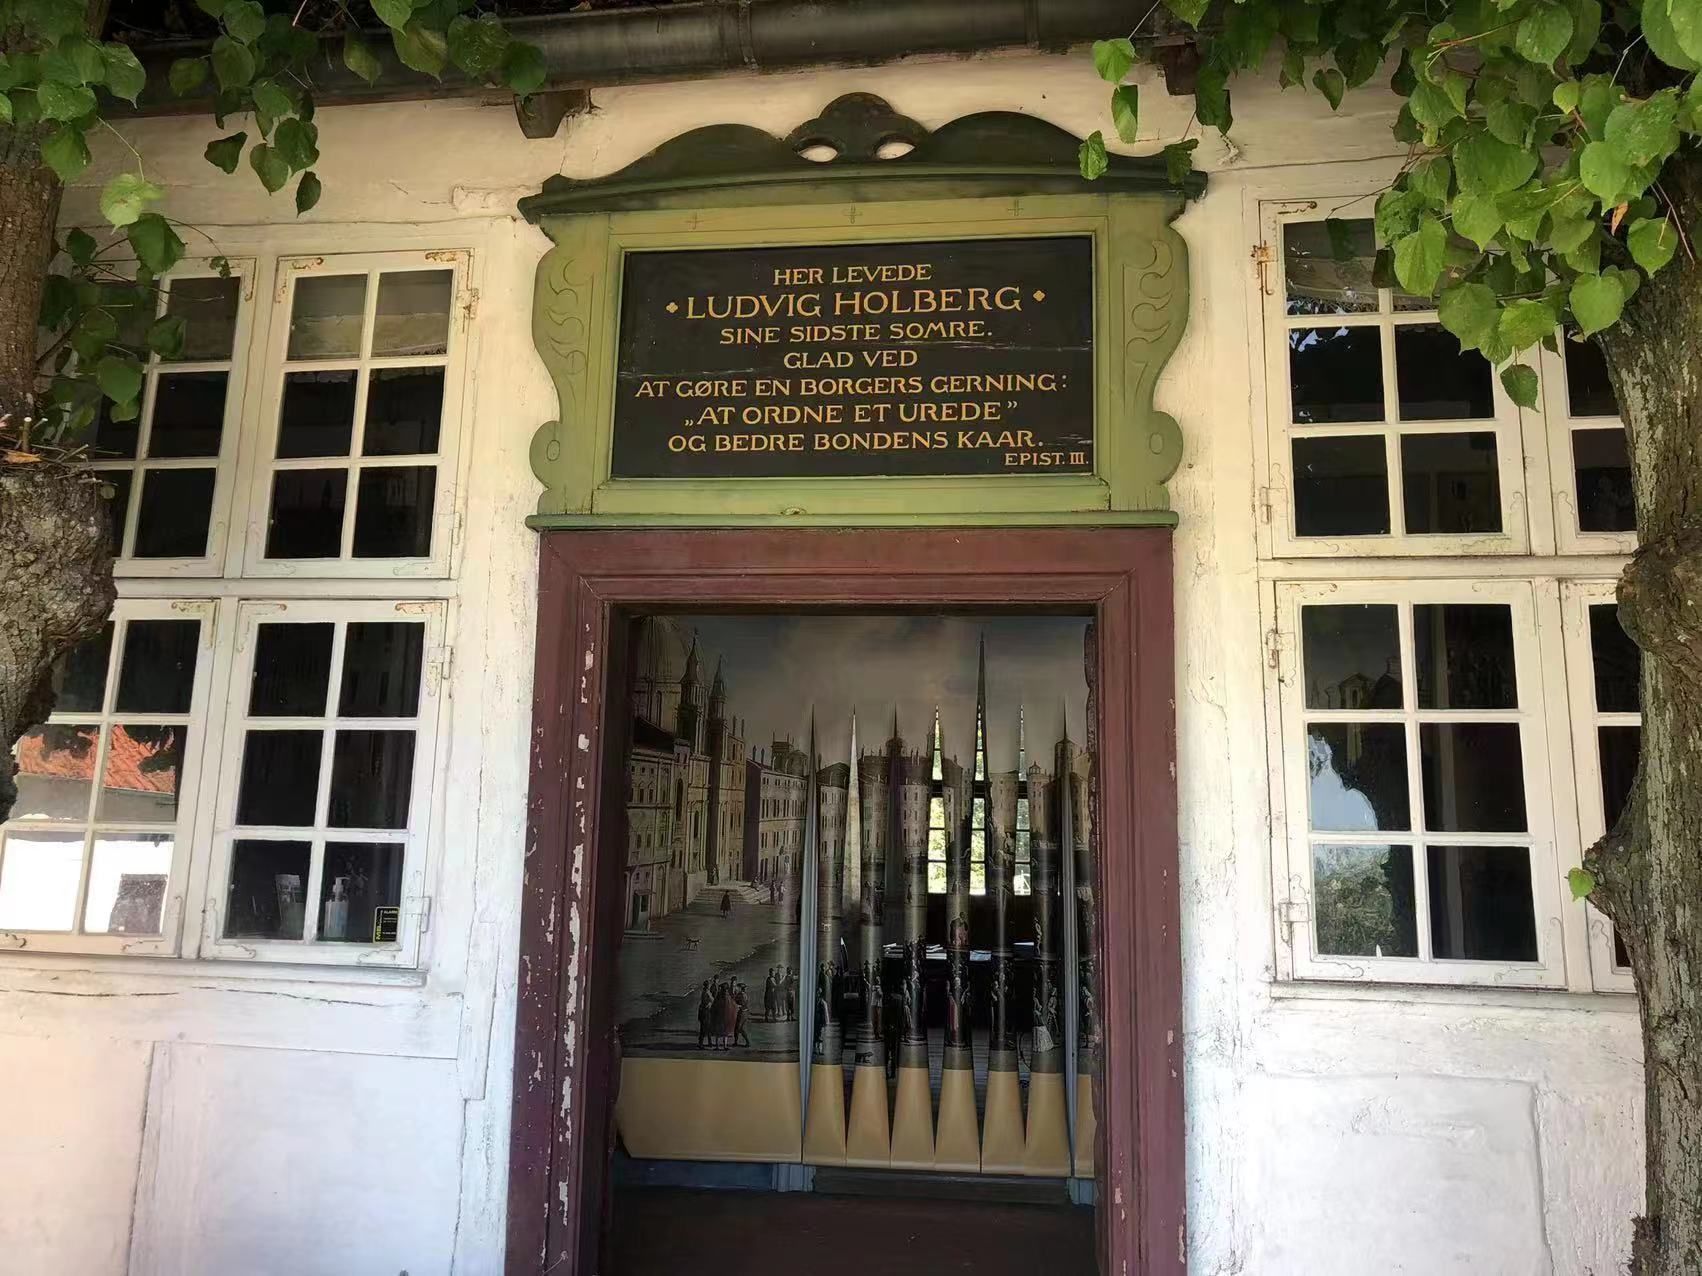 HER LEVEDE
LUDVIG HOLBERG
SINE SIDSTE SOMRE.
GLAD VED
AT GØRE EN BORGERS GERNING:
„AT ORDNE ET UREDE”
OG BEDRE BONDENS KAAR.
EPIST. III.